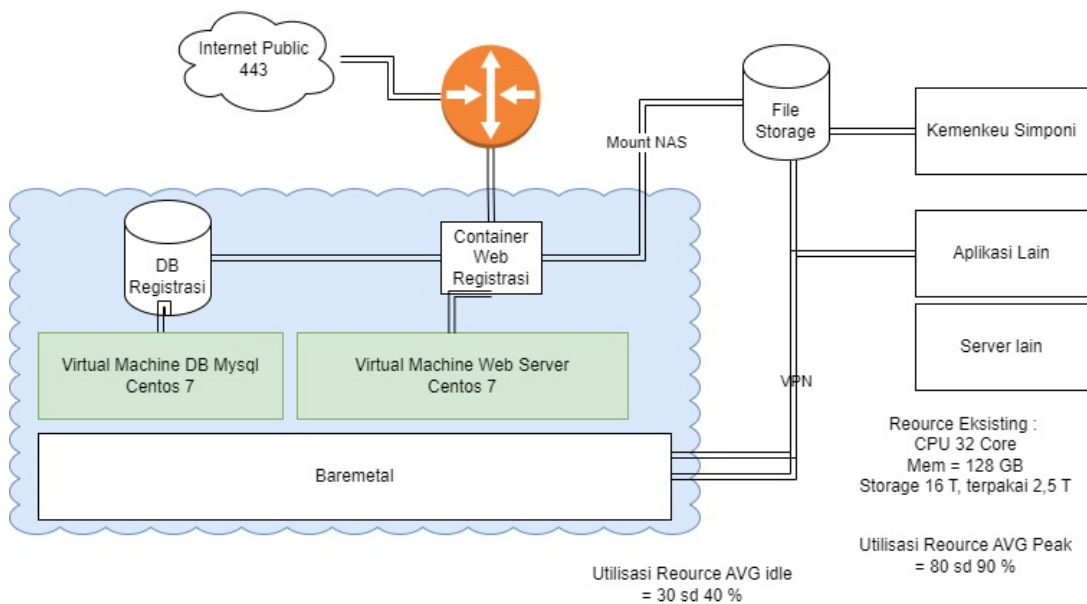 Internet Public
443
File
Storage
Kemenkeu Simponi
Mount NAS
Container
Web
Registrasi
DB
Registrasi
Aplikasi Lain
Server lain
Virtual Machine DB Mysql
Centos 7
Virtual Machine Web Server
Centos 7
VPN
Baremetal
Reource Eksisting :
CPU 32 Core
Mem = 128 GB
Storage 16 T, terpakai 2,5 T
Utilisasi Reource AVG Peak
= 80 sd 90 %
Utilisasi Reource AVG idle
= 30 sd 40 %